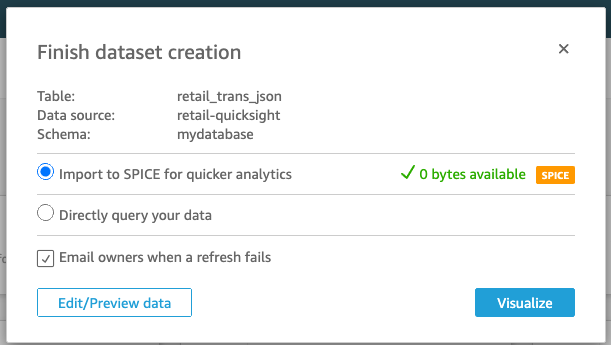 Finish dataset creation
Table: retail_trans_json
Data source: retail-quicksight
Schema: mydatabase
Import to SPICE for quicker analytics 0 bytes available SPICE
Directly query your data
Email owners when a refresh fails
Edit/Preview data Visualize